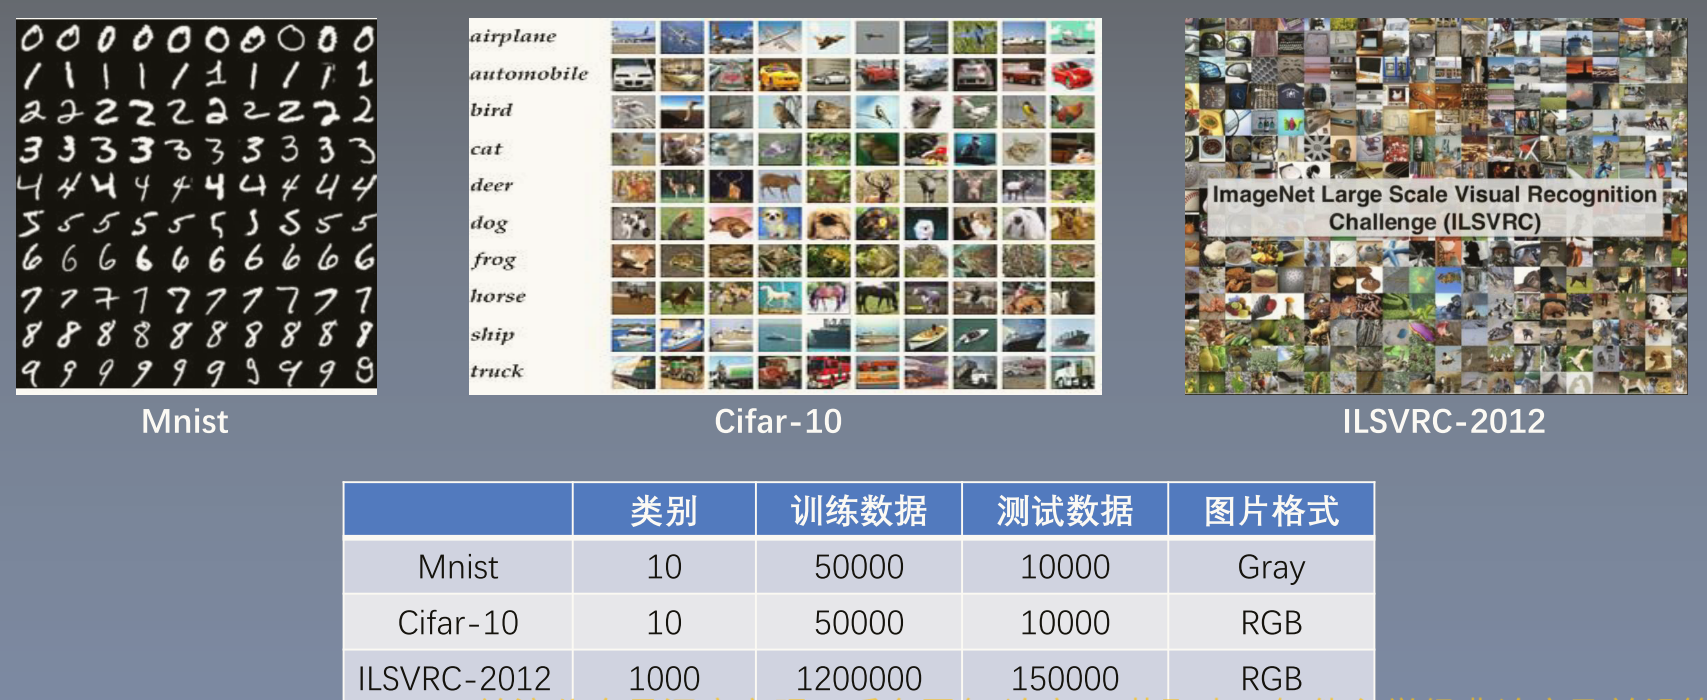 airplane
automobile
bird
cat
deer
dog
frog
horse
ship
truck
ImageNet Large Scale Visual Recognition
Challenge (ILSVRC)
0 0 0 0 0 0 0 0 0 0
1 1 1 1 1 1 1 1 1 1
2 2 2 2 2 2 2 2 2 2
3 3 3 3 3 3 3 3 3 3
4 4 4 4 4 4 4 4 4 4
5 5 5 5 5 5 5 5 5 5
6 6 6 6 6 6 6 6 6 6
7 7 7 7 7 7 7 7 7 7
8 8 8 8 8 8 8 8 8 8
9 9 9 9 9 9 9 9 9 9
Mnist
Cifar-10
ILSVRC-2012
类别 训练数据 测试数据 图片格式
Mnist 10 50000 10000 Gray
Cifar-10 10 50000 10000 RGB
ILSVRC-2012 1000 1200000 150000 RGB